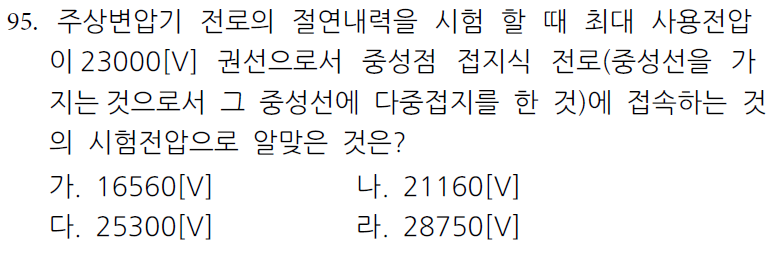 95. 주상변압기 전로의 절연내력을 시험 할 때 최대 사용전압
이 23000[V] 권선으로서 중성점 접지식 전로(중성선을 가
지는 것으로서 그 중성선에 다중접지를 한 것)에 접속하는 것
의 시험전압으로 알맞은 것은?
가. 16560[V] 나. 21160[V]
다. 25300[V] 라. 28750[V]